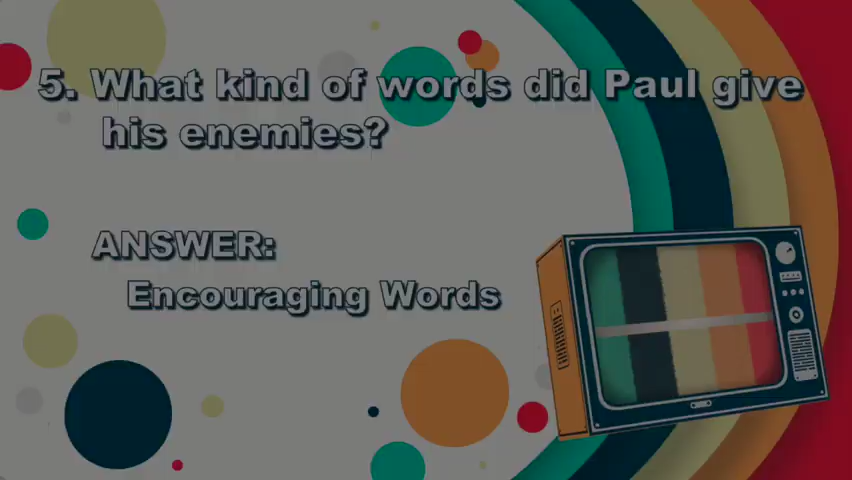 5. What kind of words did Paul give
his enemies?
ANSWER:
Encouraging Words